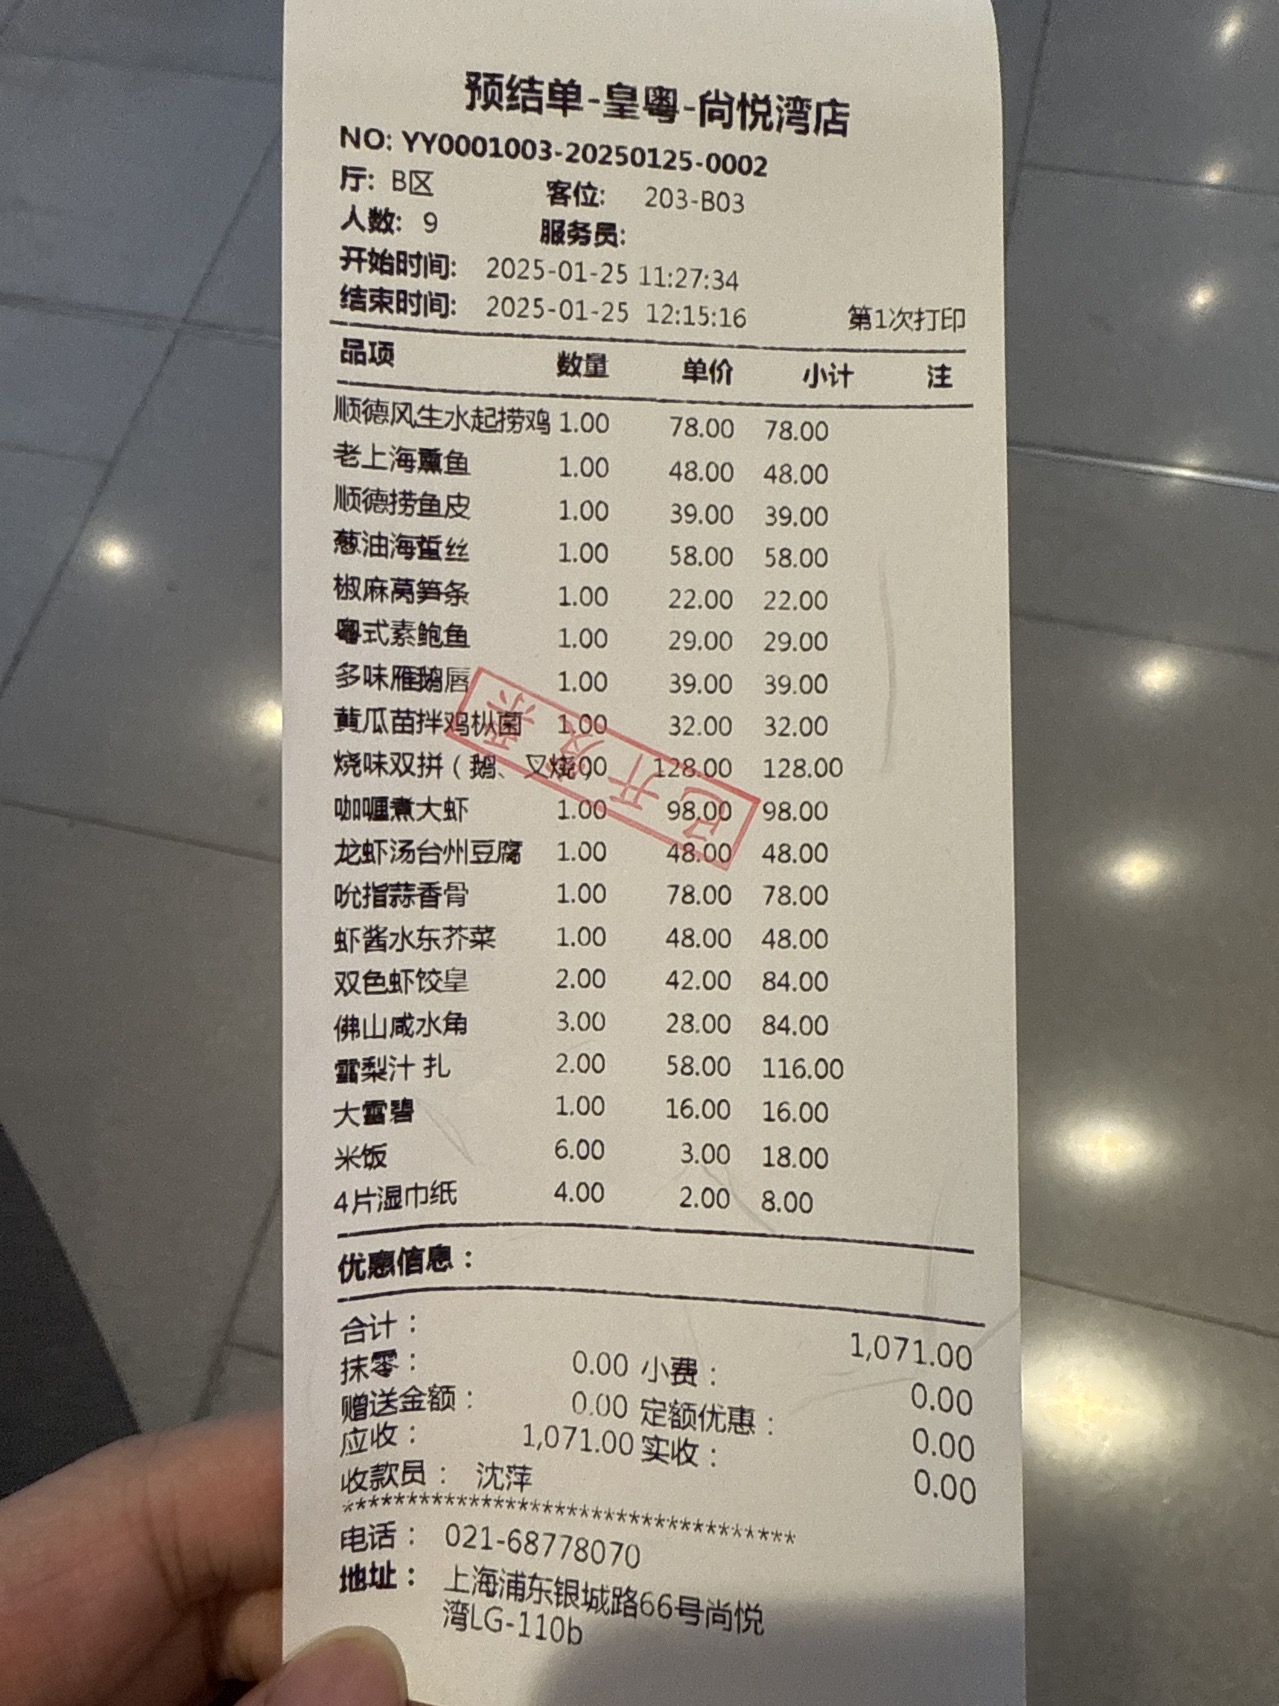 预结单-皇粤-尚悦湾店
NO: YY0001003-20250125-0002
厅: B区 客位: 203-B03
人数: 9 服务员:
开始时间: 2025-01-25 11:27:34
结束时间: 2025-01-25 12:15:16 第1次打印
品项 数量 单价 小计 注
顺德风生水起捞鸡 1.00 78.00 78.00
老上海熏鱼 1.00 48.00 48.00
顺德捞鱼皮 1.00 39.00 39.00
葱油海蜇丝 1.00 58.00 58.00
椒麻莴笋条 1.00 22.00 22.00
粤式素鲍鱼 1.00 29.00 29.00
多味雁鹅唇 1.00 39.00 39.00
黄瓜苗拌鸡枞菌 1.00 32.00 32.00
烧味双拼（鹅、叉烧）00 128.00 128.00
咖喱煮大虾 1.00 98.00 98.00
龙虾汤台州豆腐 1.00 48.00 48.00
吮指蒜香骨 1.00 78.00 78.00
虾酱水东芥菜 1.00 48.00 48.00
双色虾饺皇 2.00 42.00 84.00
佛山咸水角 3.00 28.00 84.00
雪梨汁 扎 2.00 58.00 116.00
大雪碧 1.00 16.00 16.00
米饭 6.00 3.00 18.00
4片湿巾纸 4.00 2.00 8.00
已开发票
优惠信息：
合计： 1,071.00
抹零： 0.00 小费： 0.00
赠送金额： 0.00 定额优惠： 0.00
应收： 1,071.00 实收： 0.00
收款员： 沈萍
***********************************
电话： 021-68778070
地址： 上海浦东银城路66号尚悦
湾LG-110b